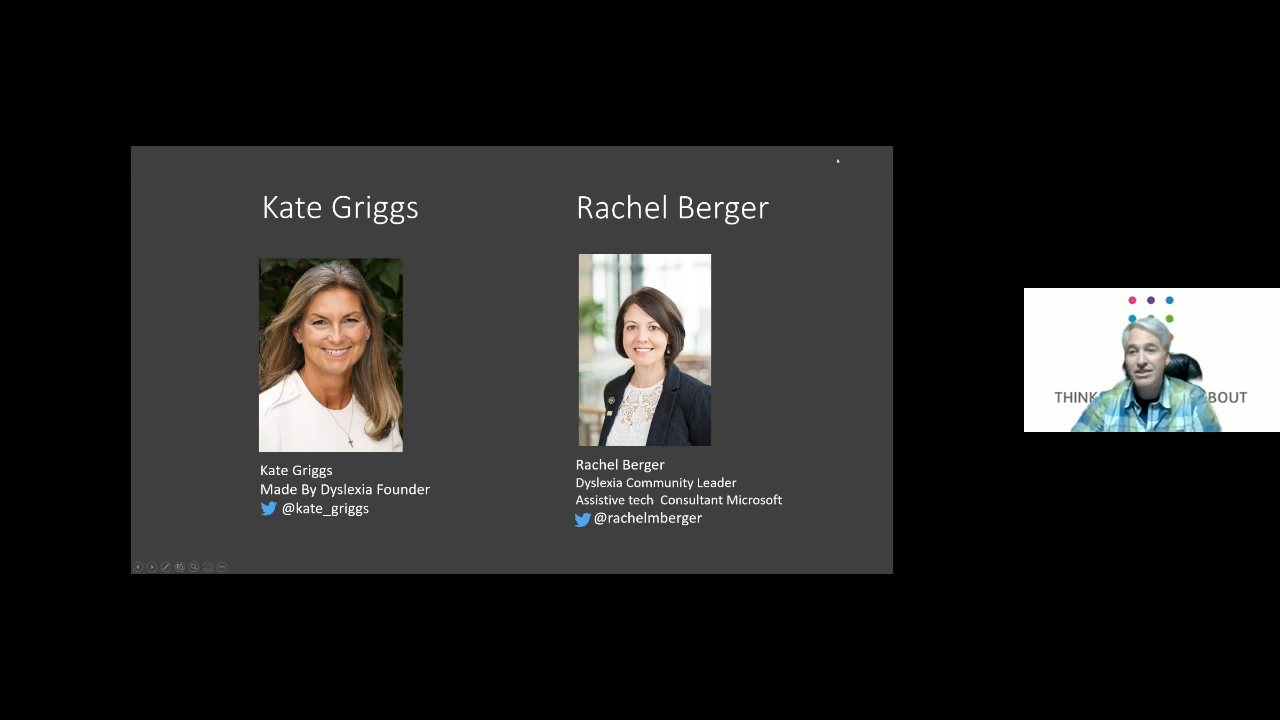 Kate Griggs
Rachel Berger
Kate Griggs
Made By Dyslexia Founder
@kate_griggs
Rachel Berger
Dyslexia Community Leader
Assistive tech Consultant Microsoft
@rachelmberger
THINK
BOUT